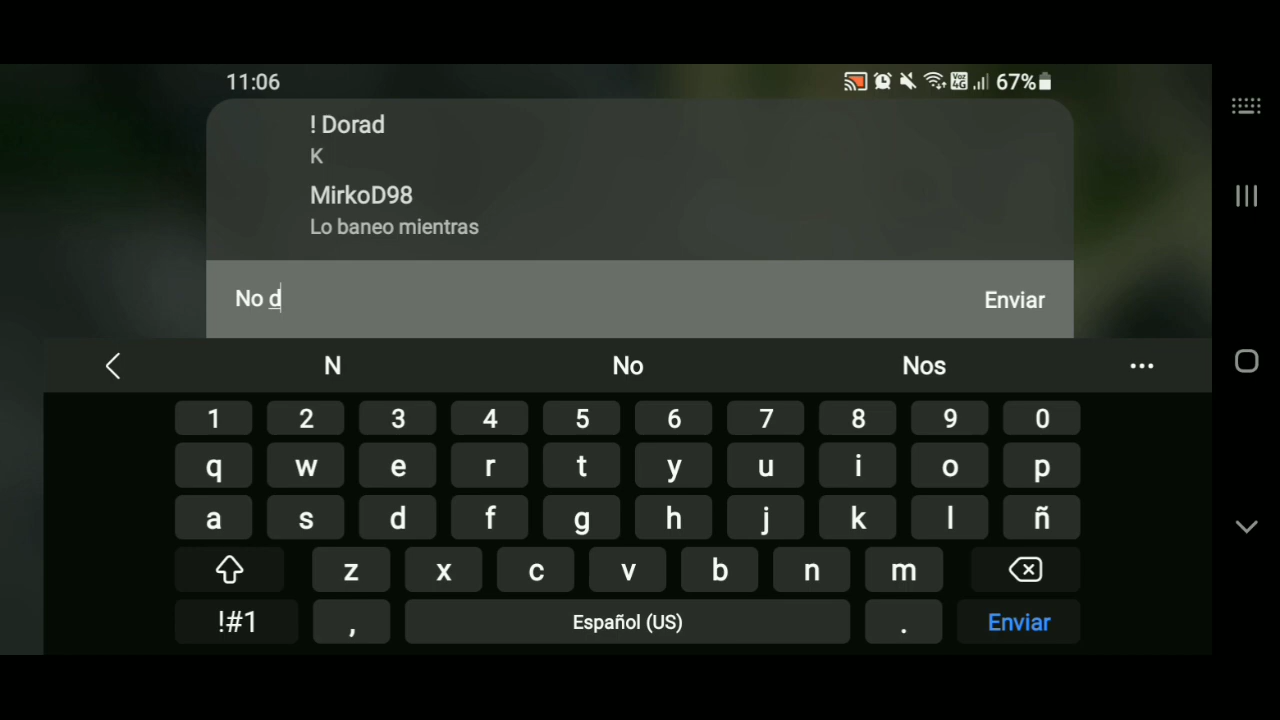 11:06 67%
! Dorad
K
MirkoD98
Lo baneo mientras
No d Enviar
N No Nos
1 2 3 4 5 6 7 8 9 0
q w e r t y u i o p
a s d f g h j k l ñ
z x c v b n m
!#1 , Español (US) . Enviar